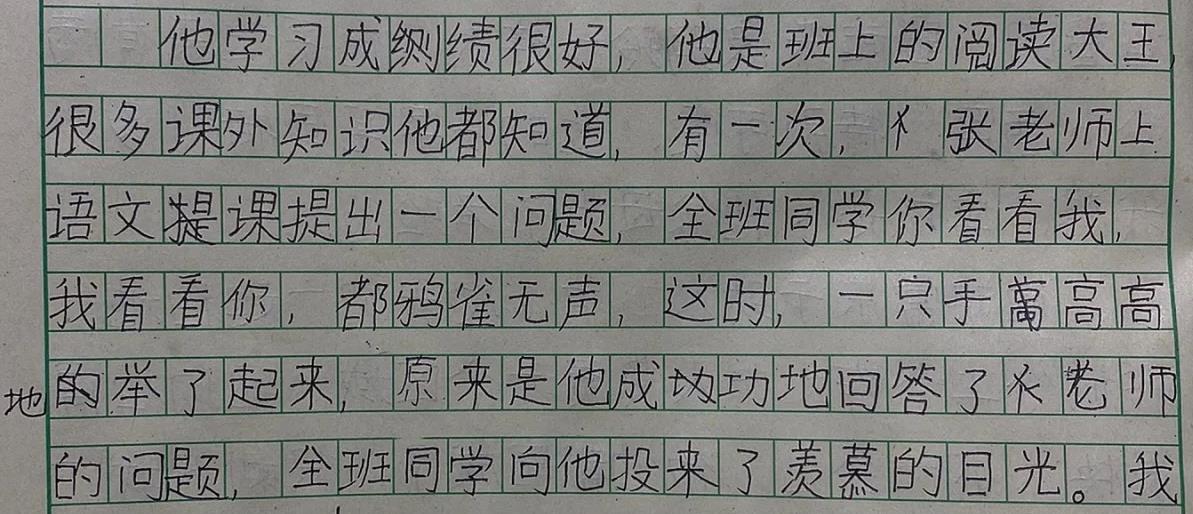 他学习成绩很好，他是班上的阅读大王，
很多课外知识他都知道，有一次，张老师上
语文课提出一个问题，全班同学你看看我，
我看看你，都鸦雀无声，这时，一只手高高
地的举了起来，原来是他成功地回答了老师
的问题，全班同学向他投来了羡慕的目光。我